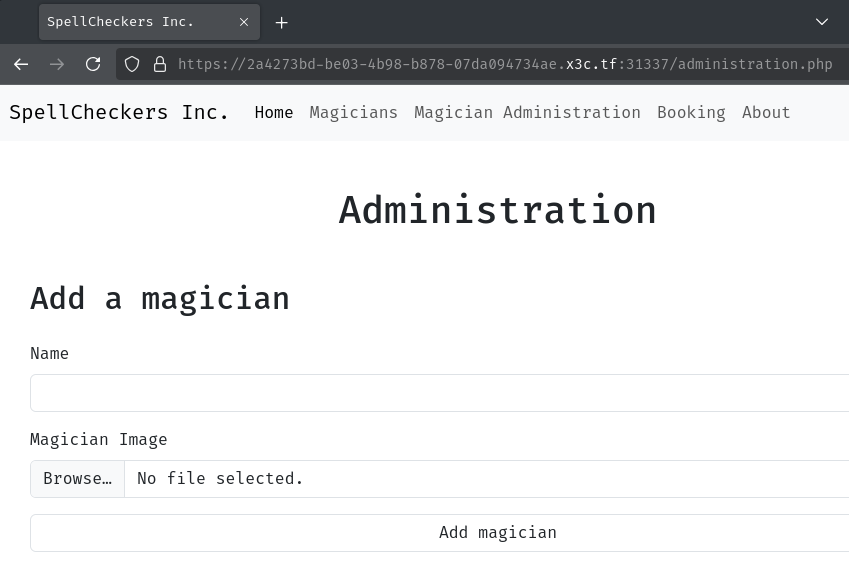 SpellCheckers Inc.
https://2a4273bd-be03-4b98-b878-07da094734ae.x3c.tf:31337/administration.php
SpellCheckers Inc. Home Magicians Magician Administration Booking About
Administration
Add a magician
Name
Magician Image
Browse… No file selected.
Add magician